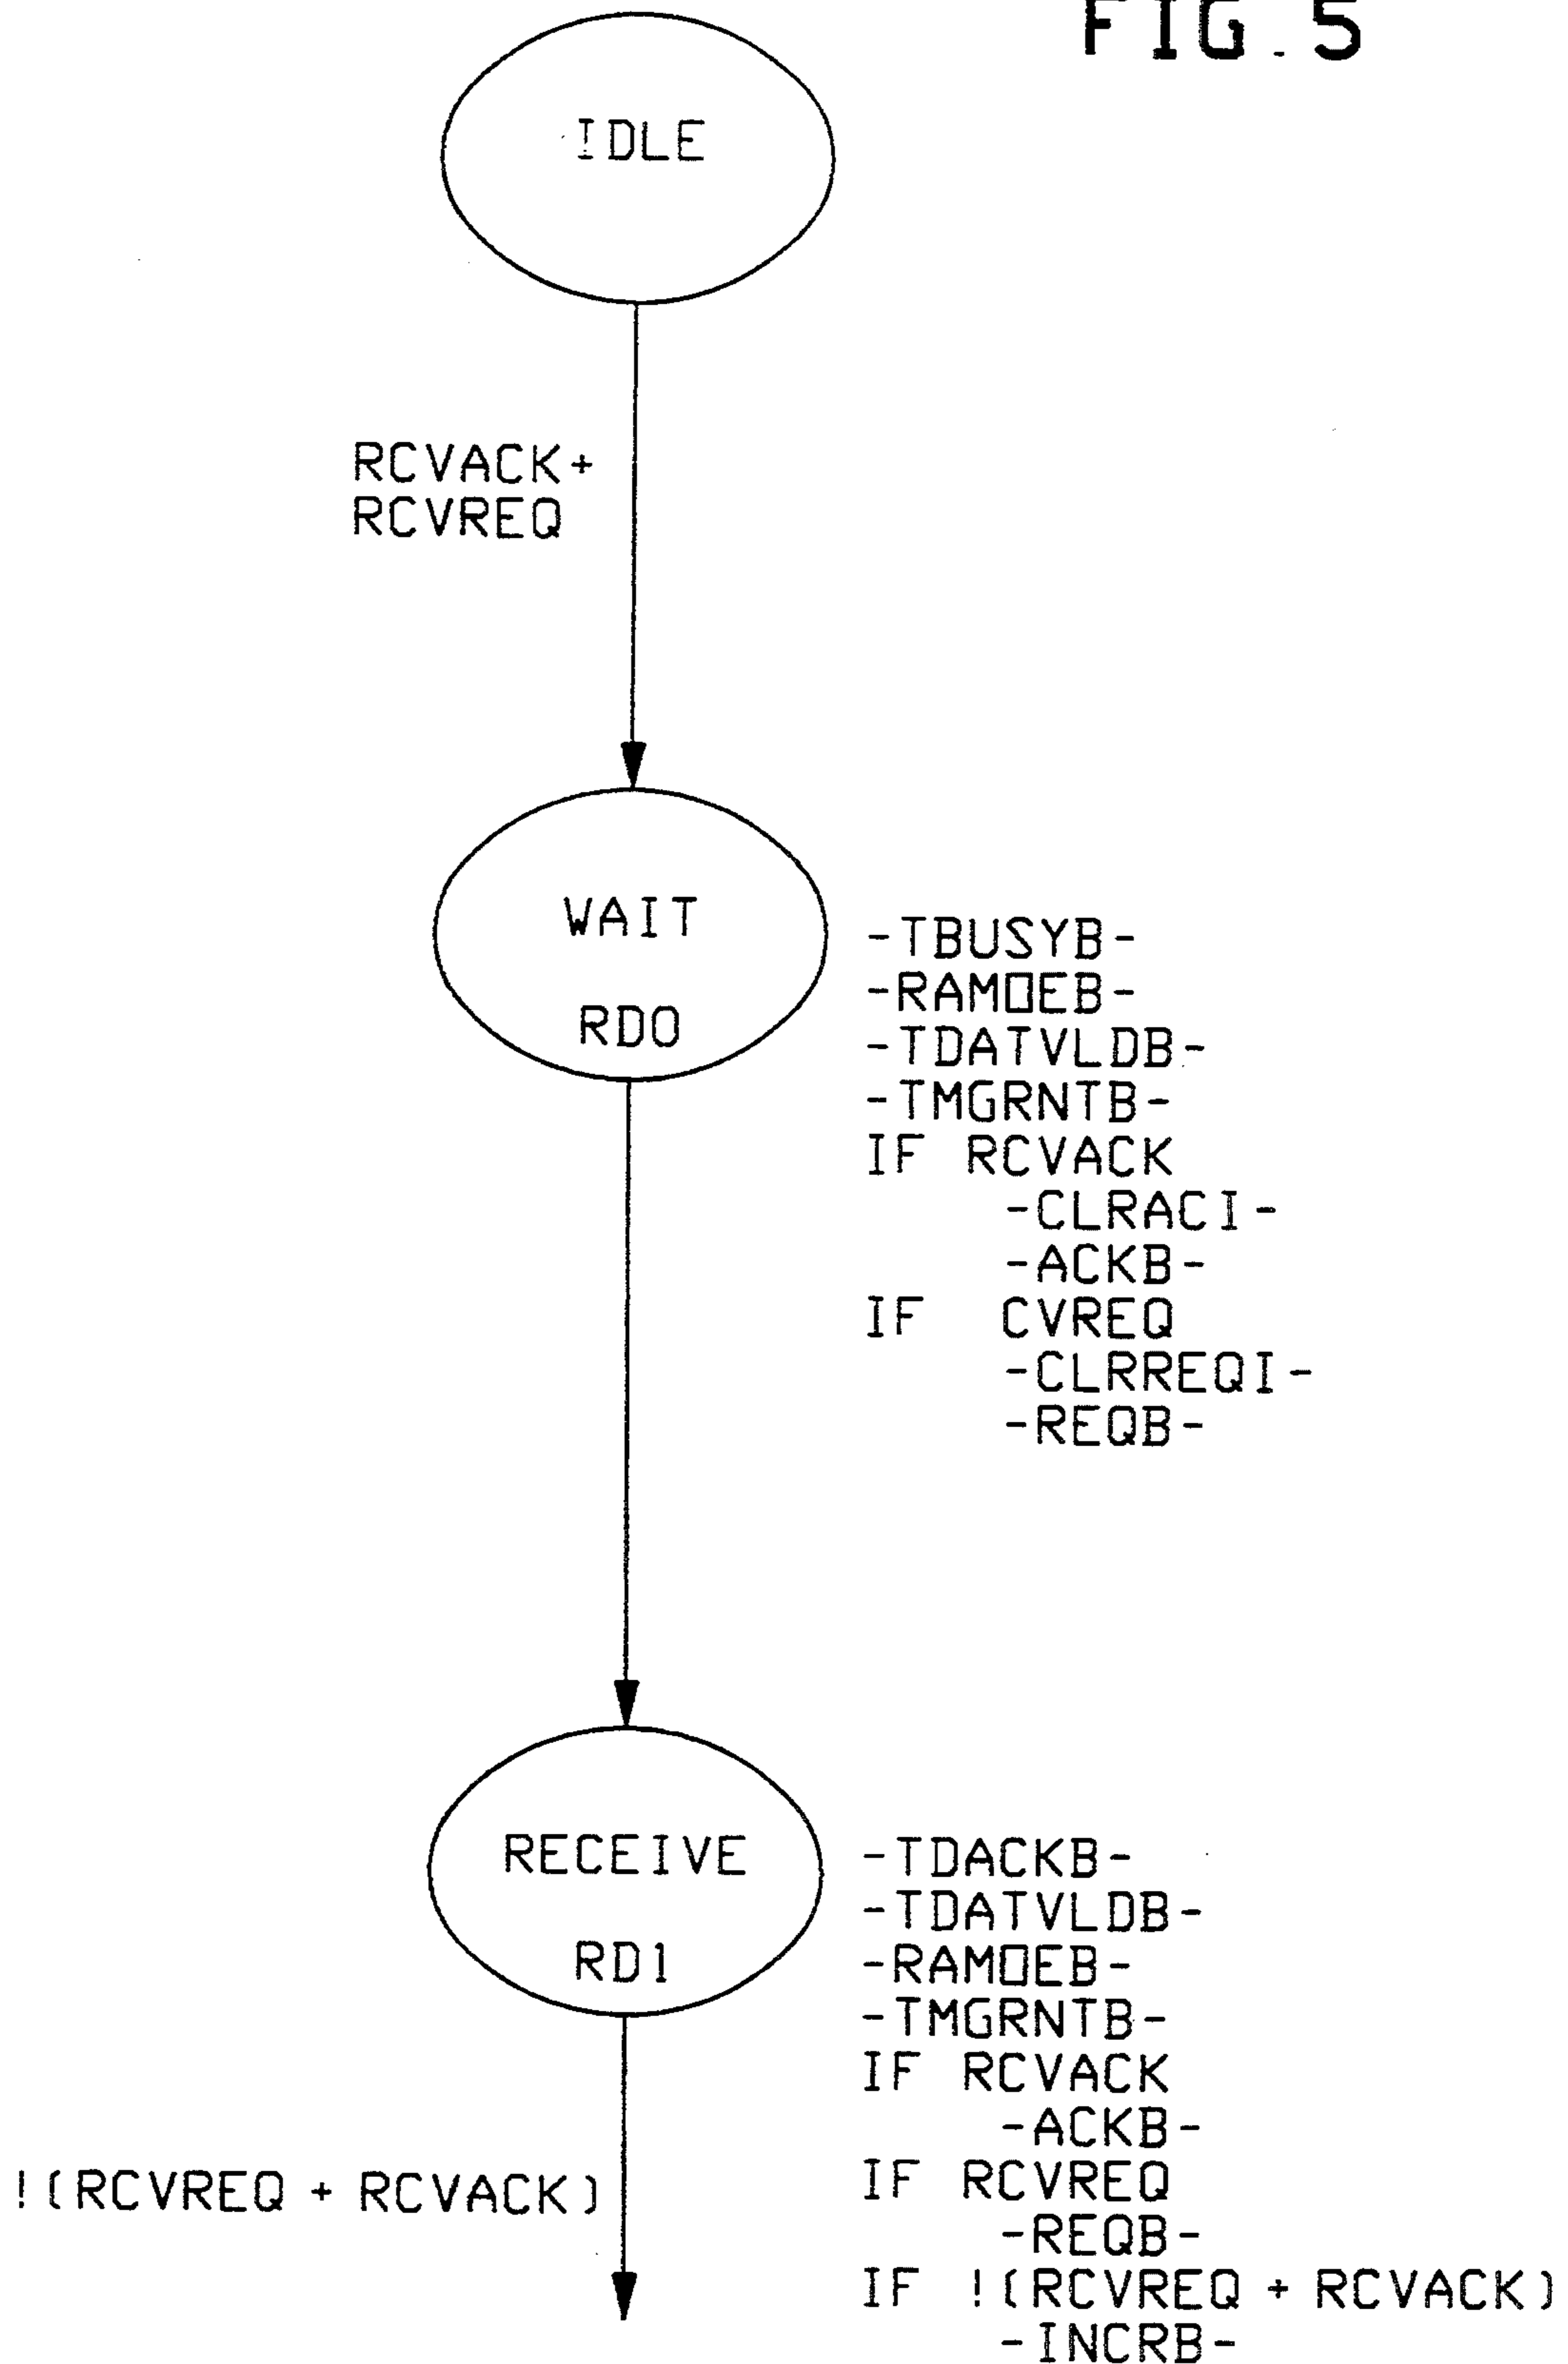 FIG. 5
IDLE
RCVACK+
RCVREQ
WAIT
RD0
-TBUSYB-
-RAMOEB-
-TDATVLDB-
-TMGRNTB-
IF RCVACK
-CLRACI-
-ACKB-
IF CVREQ
-CLRREQI-
-REQB-
RECEIVE
RD1
-TDACKB-
-TDATVLDB-
-RAMOEB-
-TMGRNTB-
IF RCVACK
-ACKB-
IF RCVREQ
-REQB-
IF !(RCVREQ + RCVACK)
-INCRB-
!(RCVREQ + RCVACK)